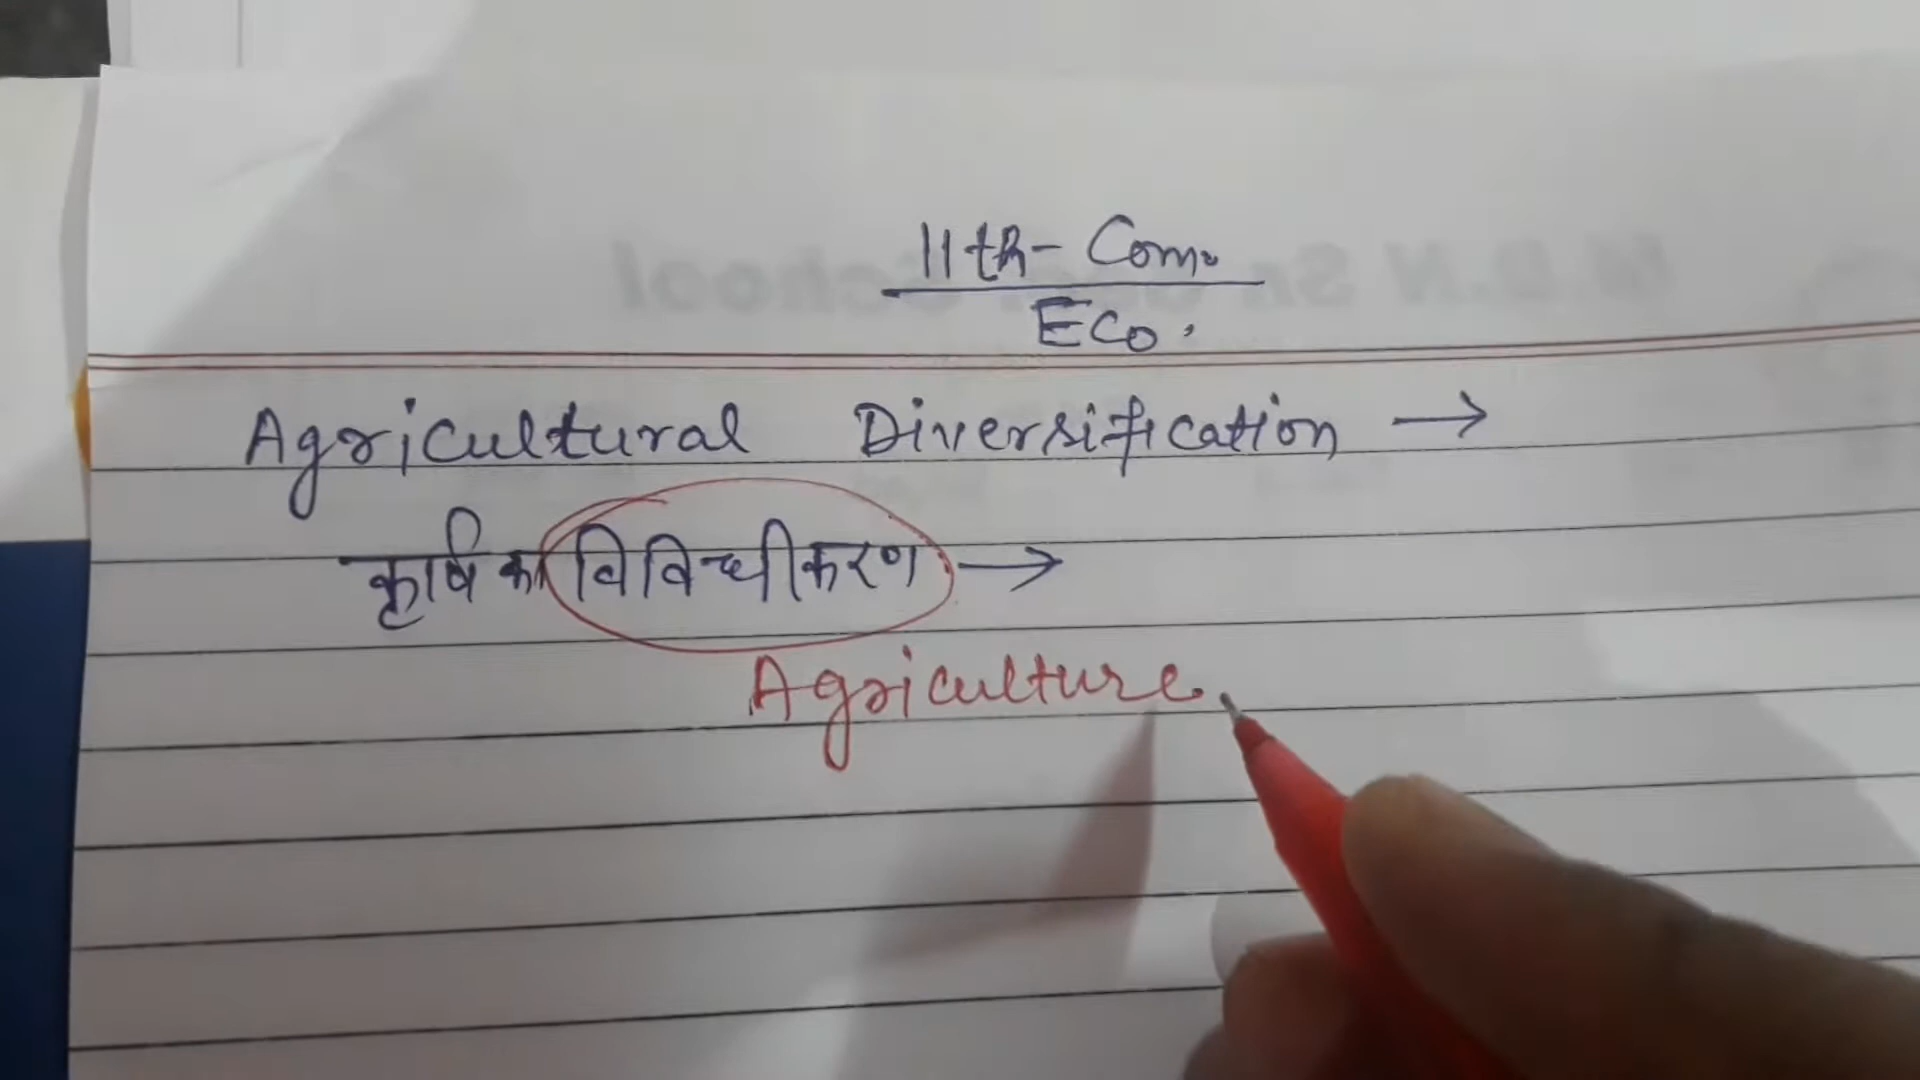 11th - Com.
Eco.
Agricultural Diversification →
कृषि का विविधीकरण →
Agriculture